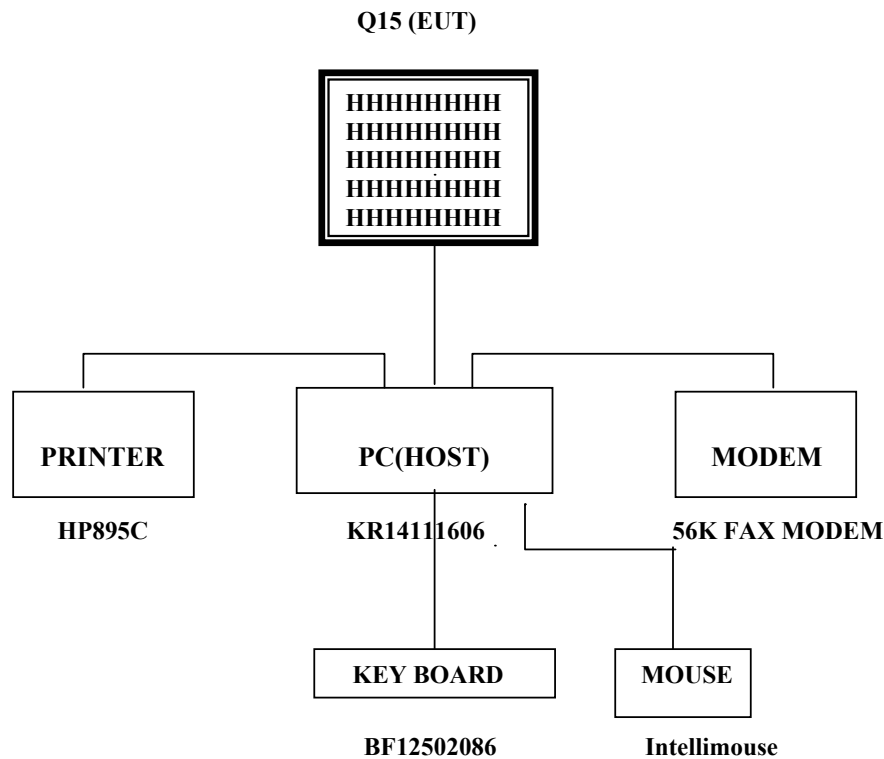 Q15 (EUT)
HHHHHHHH
HHHHHHHH
HHHHHHHH
HHHHHHHH
HHHHHHHH
PRINTER
PC(HOST)
MODEM
HP895C
KR14111606
56K FAX MODEM
KEY BOARD
MOUSE
BF12502086
Intellimouse